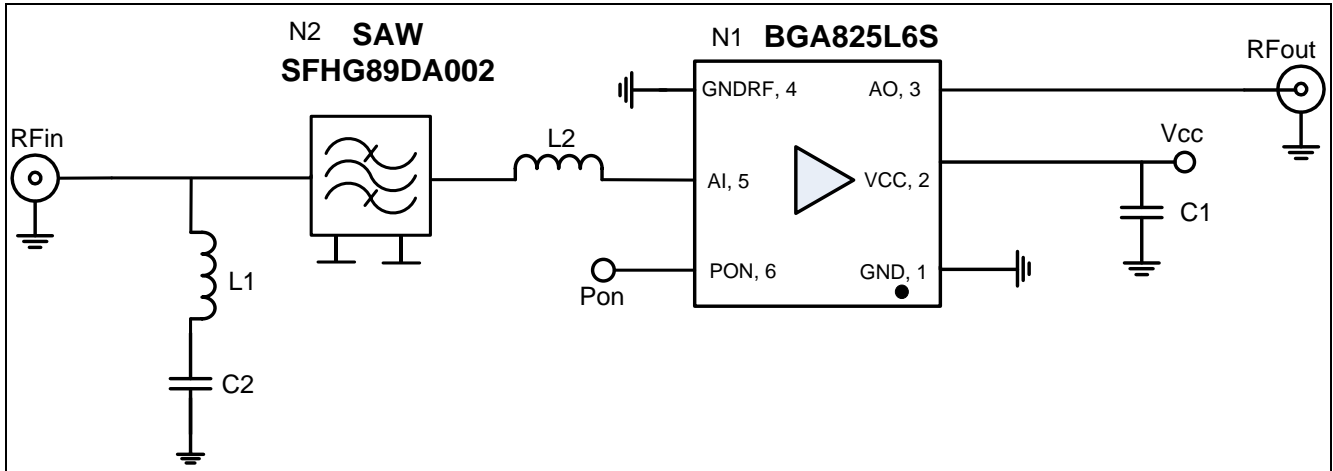 N2 SAW
SFHG89DA002
N1 BGA825L6S
RFout
GNDRF, 4
AO, 3
RFin
L2
Vcc
AI, 5
VCC, 2
C1
L1
PON, 6
GND, 1
Pon
C2